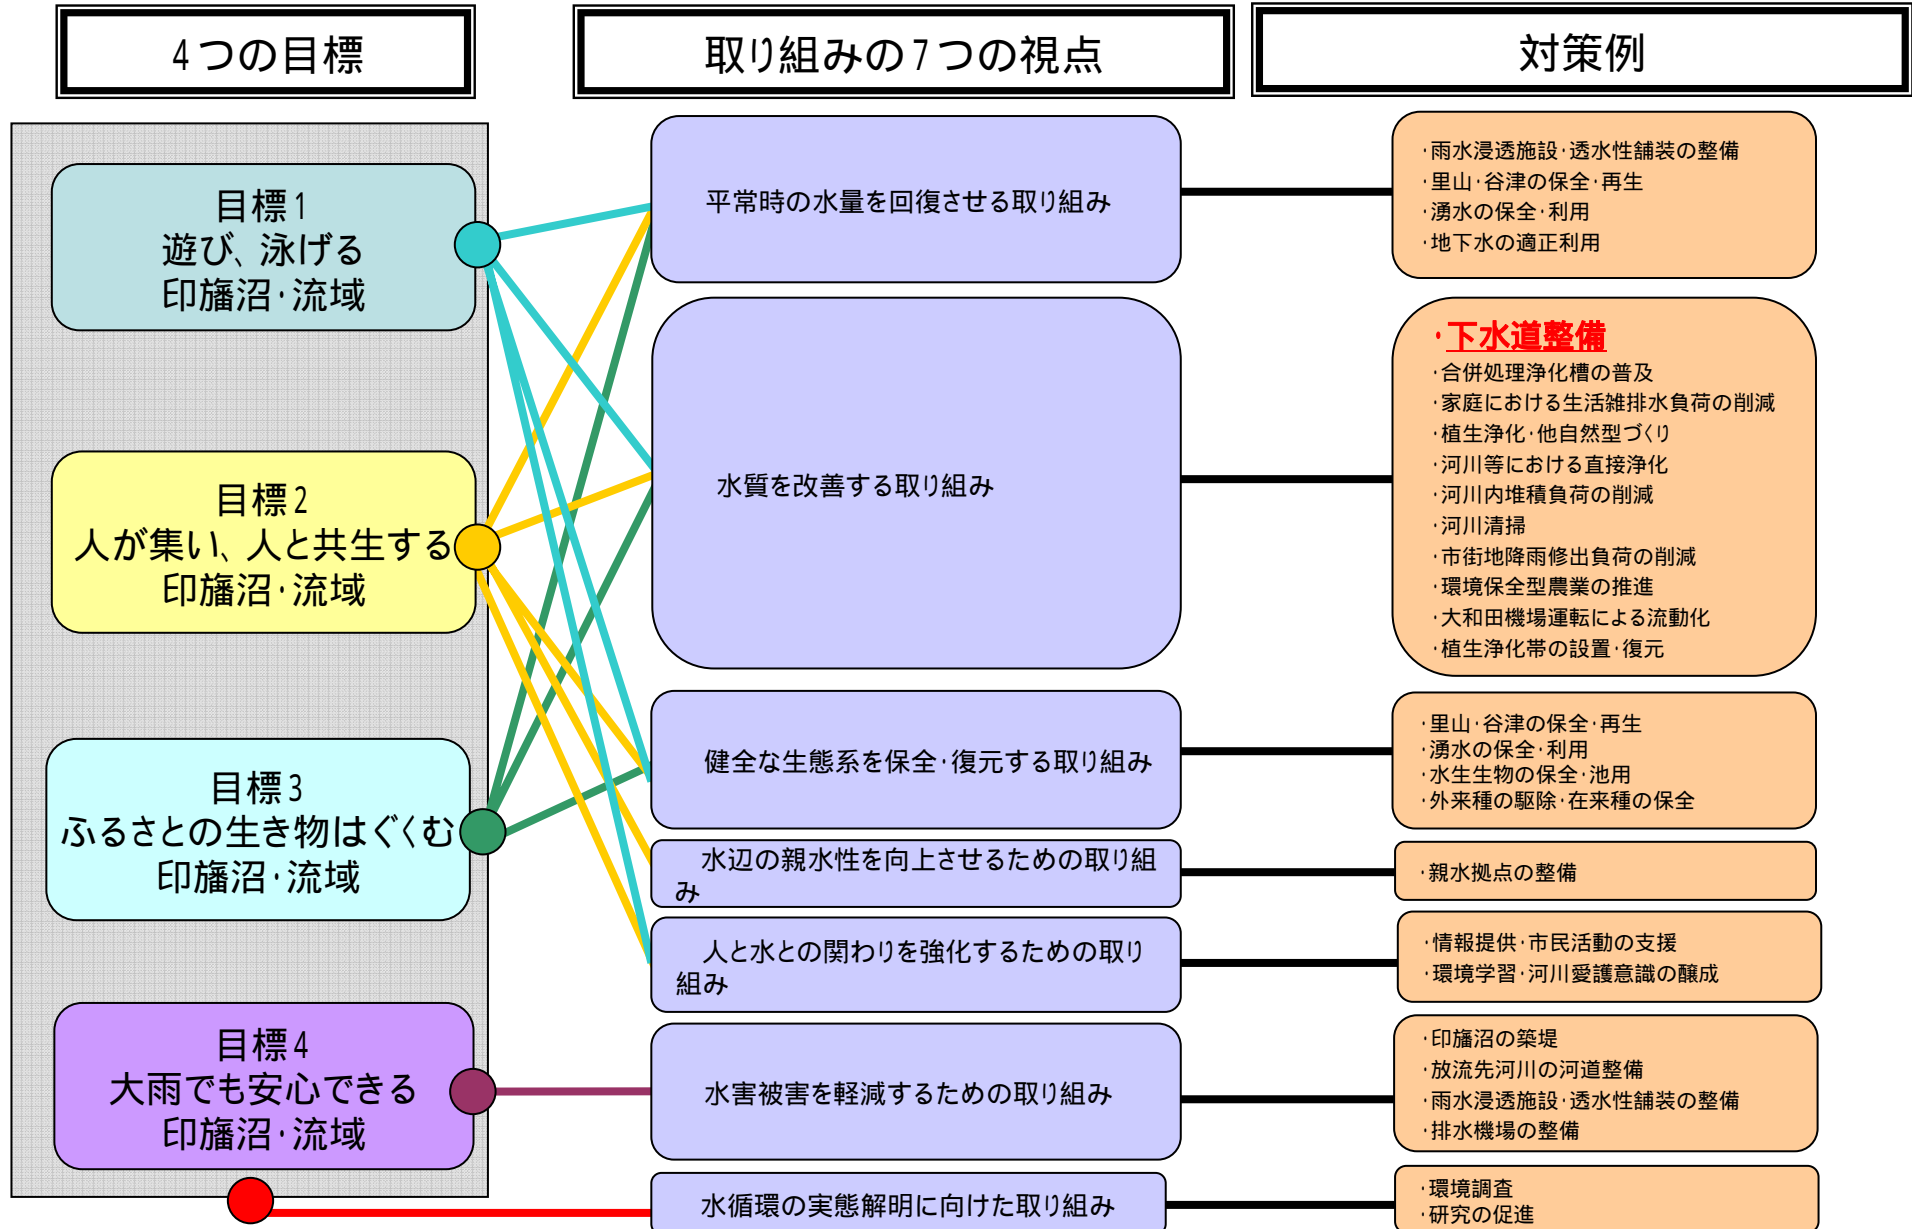 4つの目標
取り組みの7つの視点
対策例
目標1
遊び、泳げる
印旛沼・流域
目標2
人が集い、人と共生する
印旛沼・流域
目標3
ふるさとの生き物はぐくむ
印旛沼・流域
目標4
大雨でも安心できる
印旛沼・流域
平常時の水量を回復させる取り組み
水質を改善する取り組み
健全な生態系を保全・復元する取り組み
水辺の親水性を向上させるための取り組
み
人と水との関わりを強化するための取り
組み
水害被害を軽減するための取り組み
水循環の実態解明に向けた取り組み
・雨水浸透施設・透水性舗装の整備
・里山・谷津の保全・再生
・湧水の保全・利用
・地下水の適正利用
・下水道整備
・合併処理浄化槽の普及
・家庭における生活雑排水負荷の削減
・植生浄化・他自然型づくり
・河川等における直接浄化
・河川内堆積負荷の削減
・河川清掃
・市街地降雨修出負荷の削減
・環境保全型農業の推進
・大和田機場運転による流動化
・植生浄化帯の設置・復元
・里山・谷津の保全・再生
・湧水の保全・利用
・水生生物の保全・池用
・外来種の駆除・在来種の保全
・親水拠点の整備
・情報提供・市民活動の支援
・環境学習・河川愛護意識の醸成
・印旛沼の築堤
・放流先河川の河道整備
・雨水浸透施設・透水性舗装の整備
・排水機場の整備
・環境調査
・研究の促進